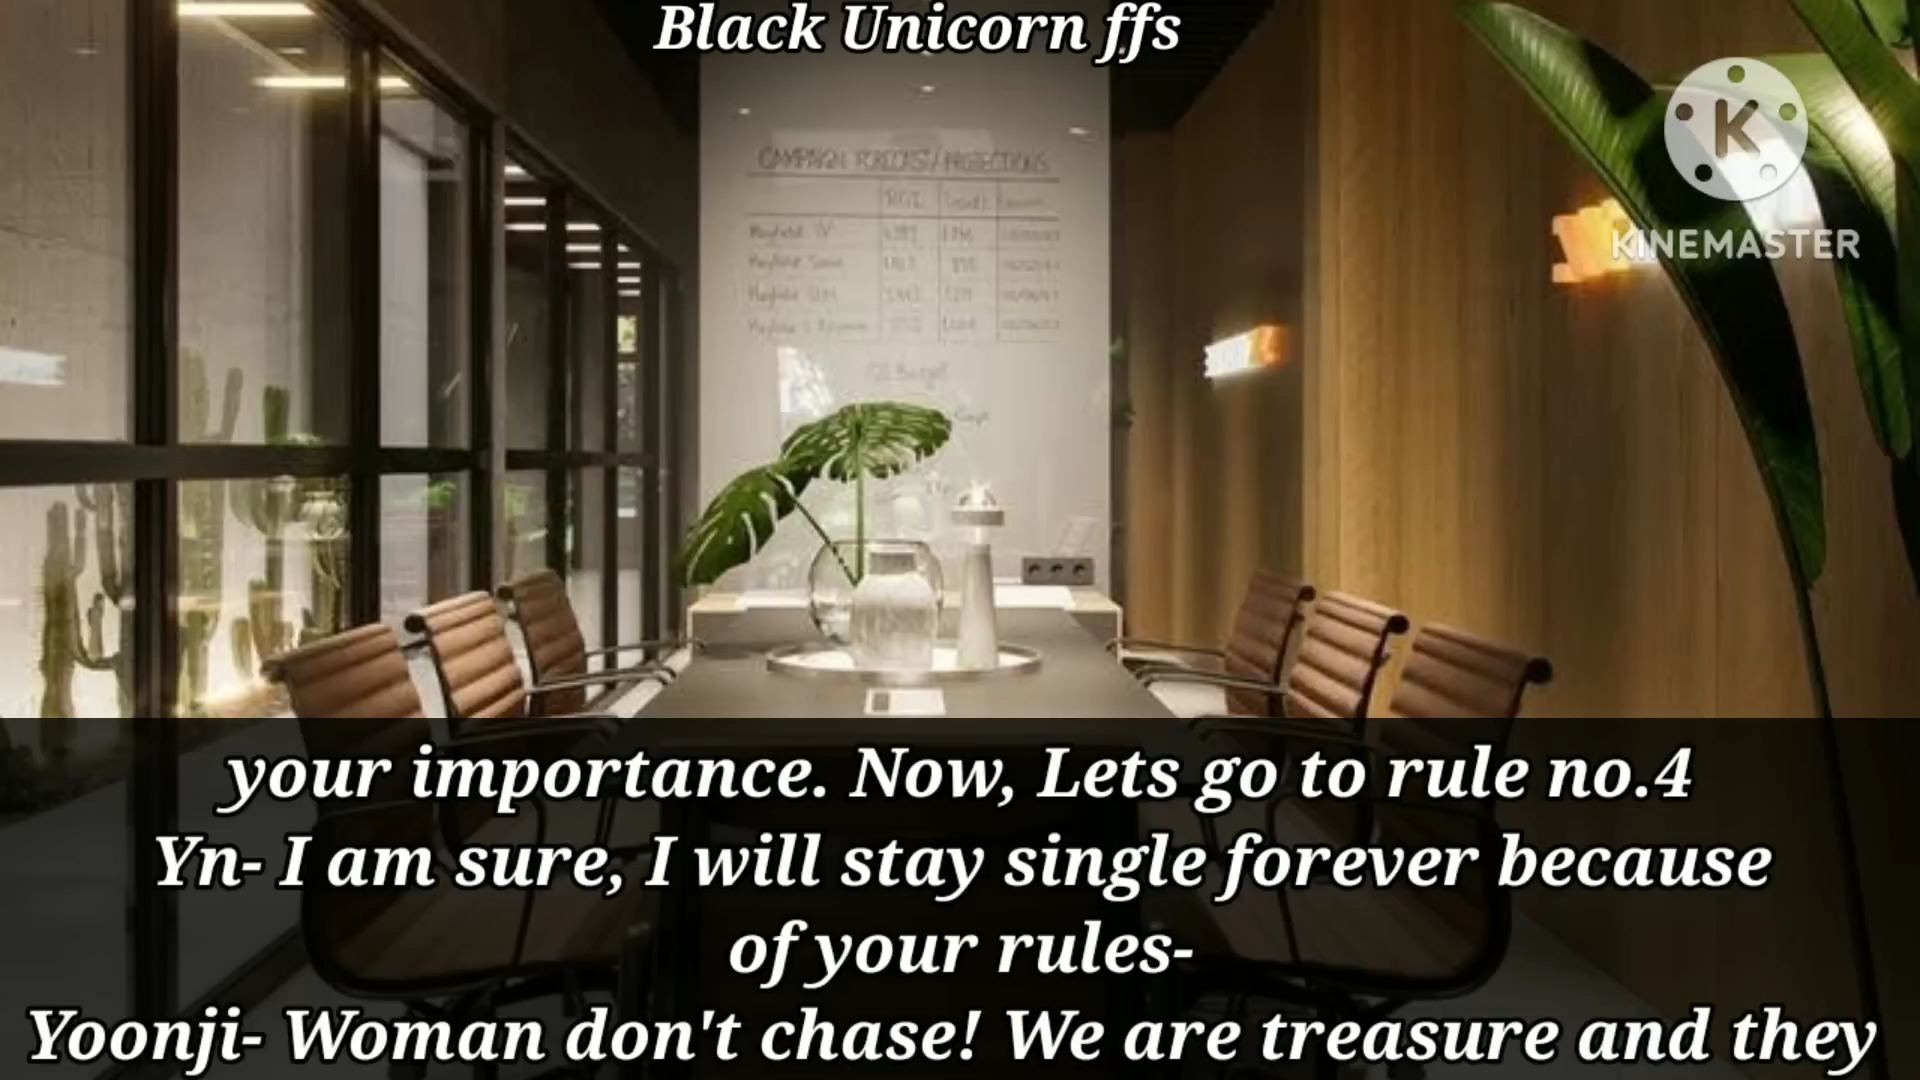 Black Unicorn ffs
K
KINEMASTER
CAMPAIGN FORECAST / PROJECTIONS
your importance. Now, Lets go to rule no.4
Yn- I am sure, I will stay single forever because
of your rules-
Yoonji- Woman don't chase! We are treasure and they